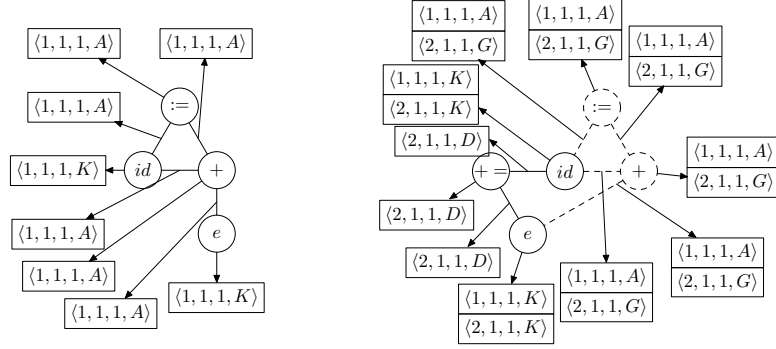 ⟨1, 1, 1, A⟩
⟨1, 1, 1, A⟩
:=
⟨1, 1, 1, A⟩
⟨1, 1, 1, K⟩
id
+
⟨1, 1, 1, A⟩
e
⟨1, 1, 1, A⟩
⟨1, 1, 1, K⟩
⟨1, 1, 1, A⟩
⟨1, 1, 1, A⟩
⟨2, 1, 1, G⟩
⟨1, 1, 1, A⟩
⟨2, 1, 1, G⟩
⟨1, 1, 1, A⟩
⟨2, 1, 1, G⟩
⟨1, 1, 1, K⟩
⟨2, 1, 1, K⟩
:=
⟨2, 1, 1, D⟩
+ =
id
+
⟨1, 1, 1, A⟩
⟨2, 1, 1, G⟩
⟨2, 1, 1, D⟩
e
⟨2, 1, 1, D⟩
⟨1, 1, 1, A⟩
⟨2, 1, 1, G⟩
⟨1, 1, 1, A⟩
⟨2, 1, 1, G⟩
⟨1, 1, 1, K⟩
⟨2, 1, 1, K⟩